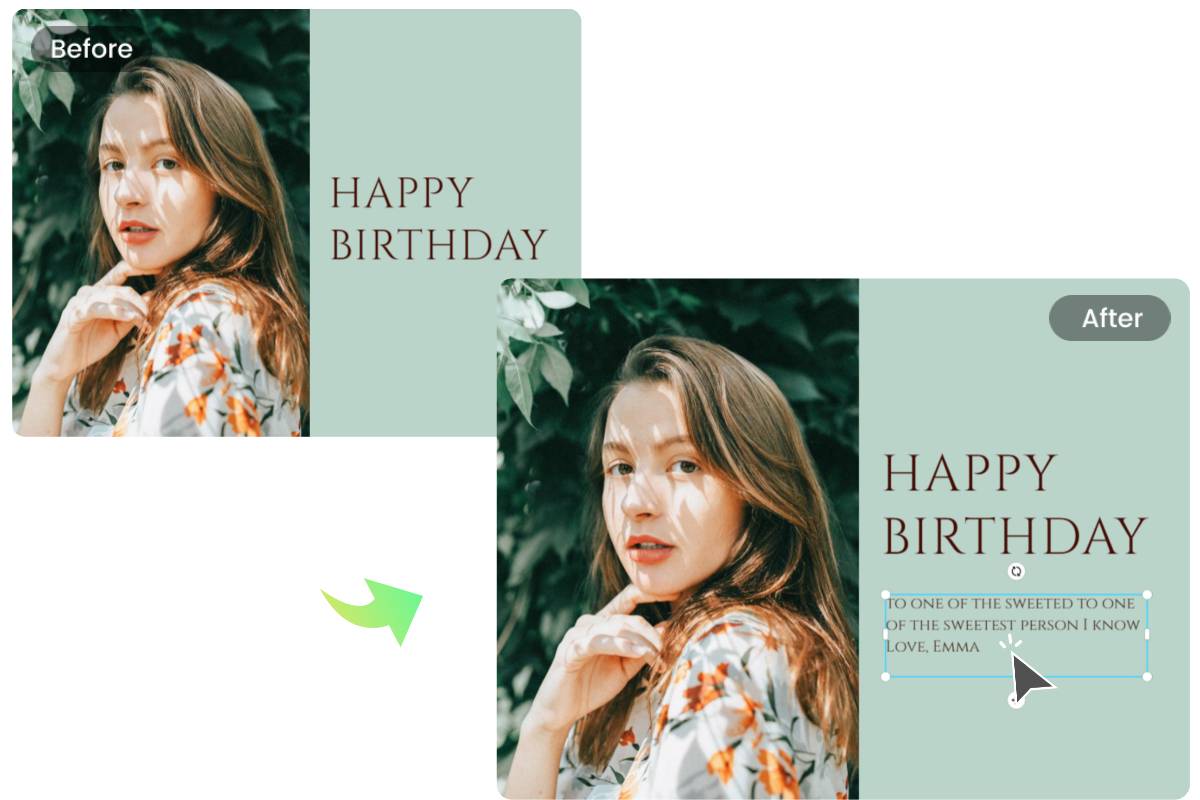 Before
HAPPY
BIRTHDAY
After
HAPPY
BIRTHDAY
TO ONE OF THE SWEETED TO ONE
OF THE SWEETEST PERSON I KNOW
LOVE, EMMA